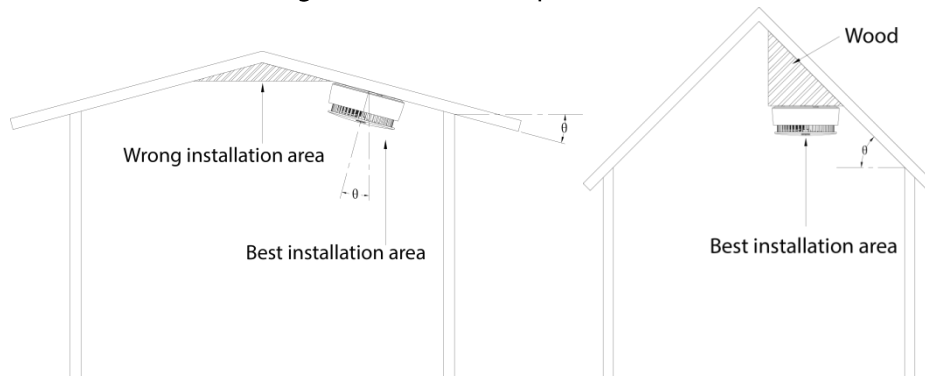 Wood
Wrong installation area
θ
θ
θ
Best installation area
Best installation area